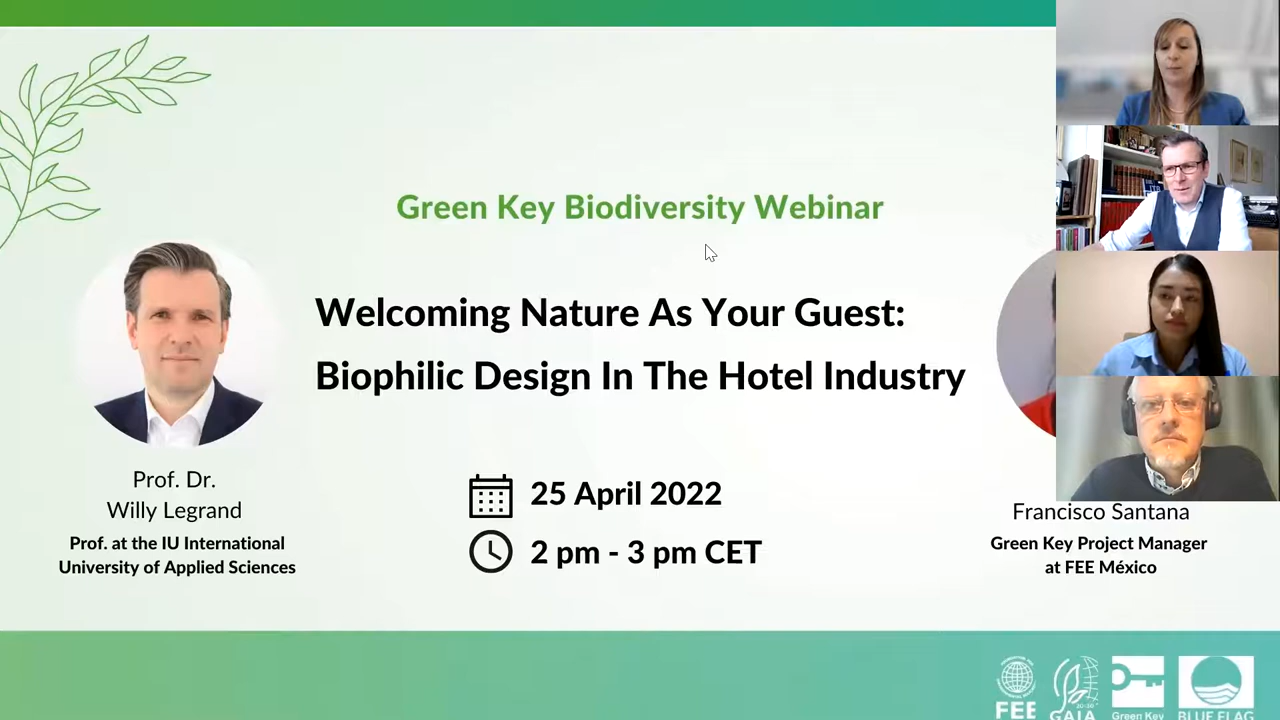 Green Key Biodiversity Webinar
Welcoming Nature As Your Guest:
Biophilic Design In The Hotel Industry
Prof. Dr.
Willy Legrand
Prof. at the IU International
University of Applied Sciences
25 April 2022
2 pm - 3 pm CET
Francisco Santana
Green Key Project Manager
at FEE México
FEE
GAIA
Green Key
BLUE FLAG